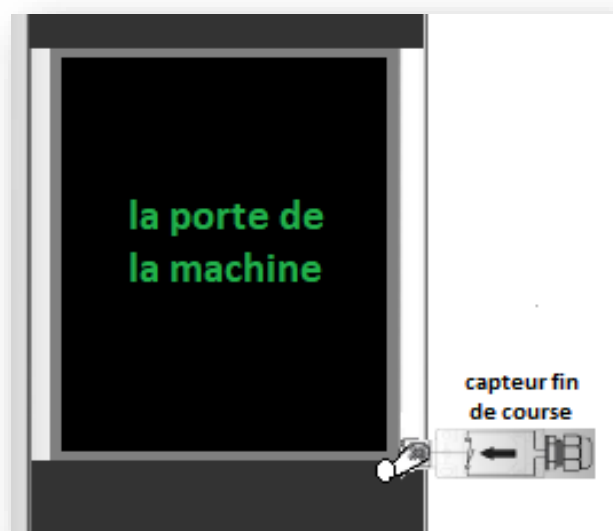 la porte de
la machine
capteur fin
de course